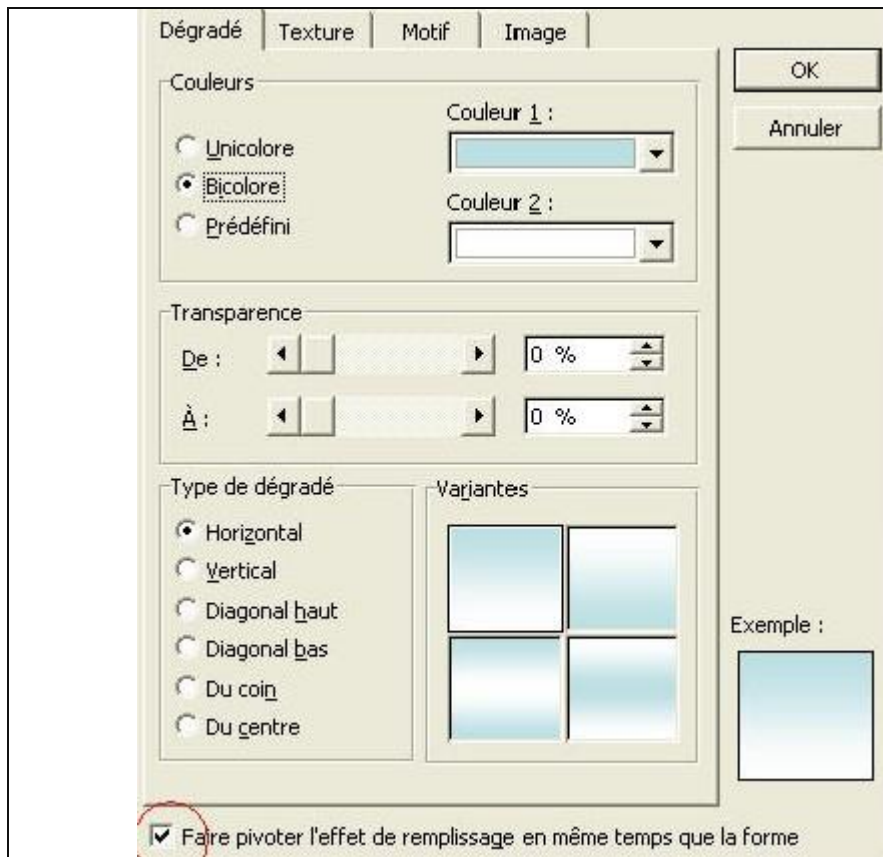 Dégradé Texture Motif Image
OK
Annuler
Couleurs
Unicolore
Bicolore
Prédéfini
Couleur 1 :
Couleur 2 :
Transparence
De : 0 %
À : 0 %
Type de dégradé
Horizontal
Vertical
Diagonal haut
Diagonal bas
Du coin
Du centre
Variantes
Exemple :
Faire pivoter l'effet de remplissage en même temps que la forme